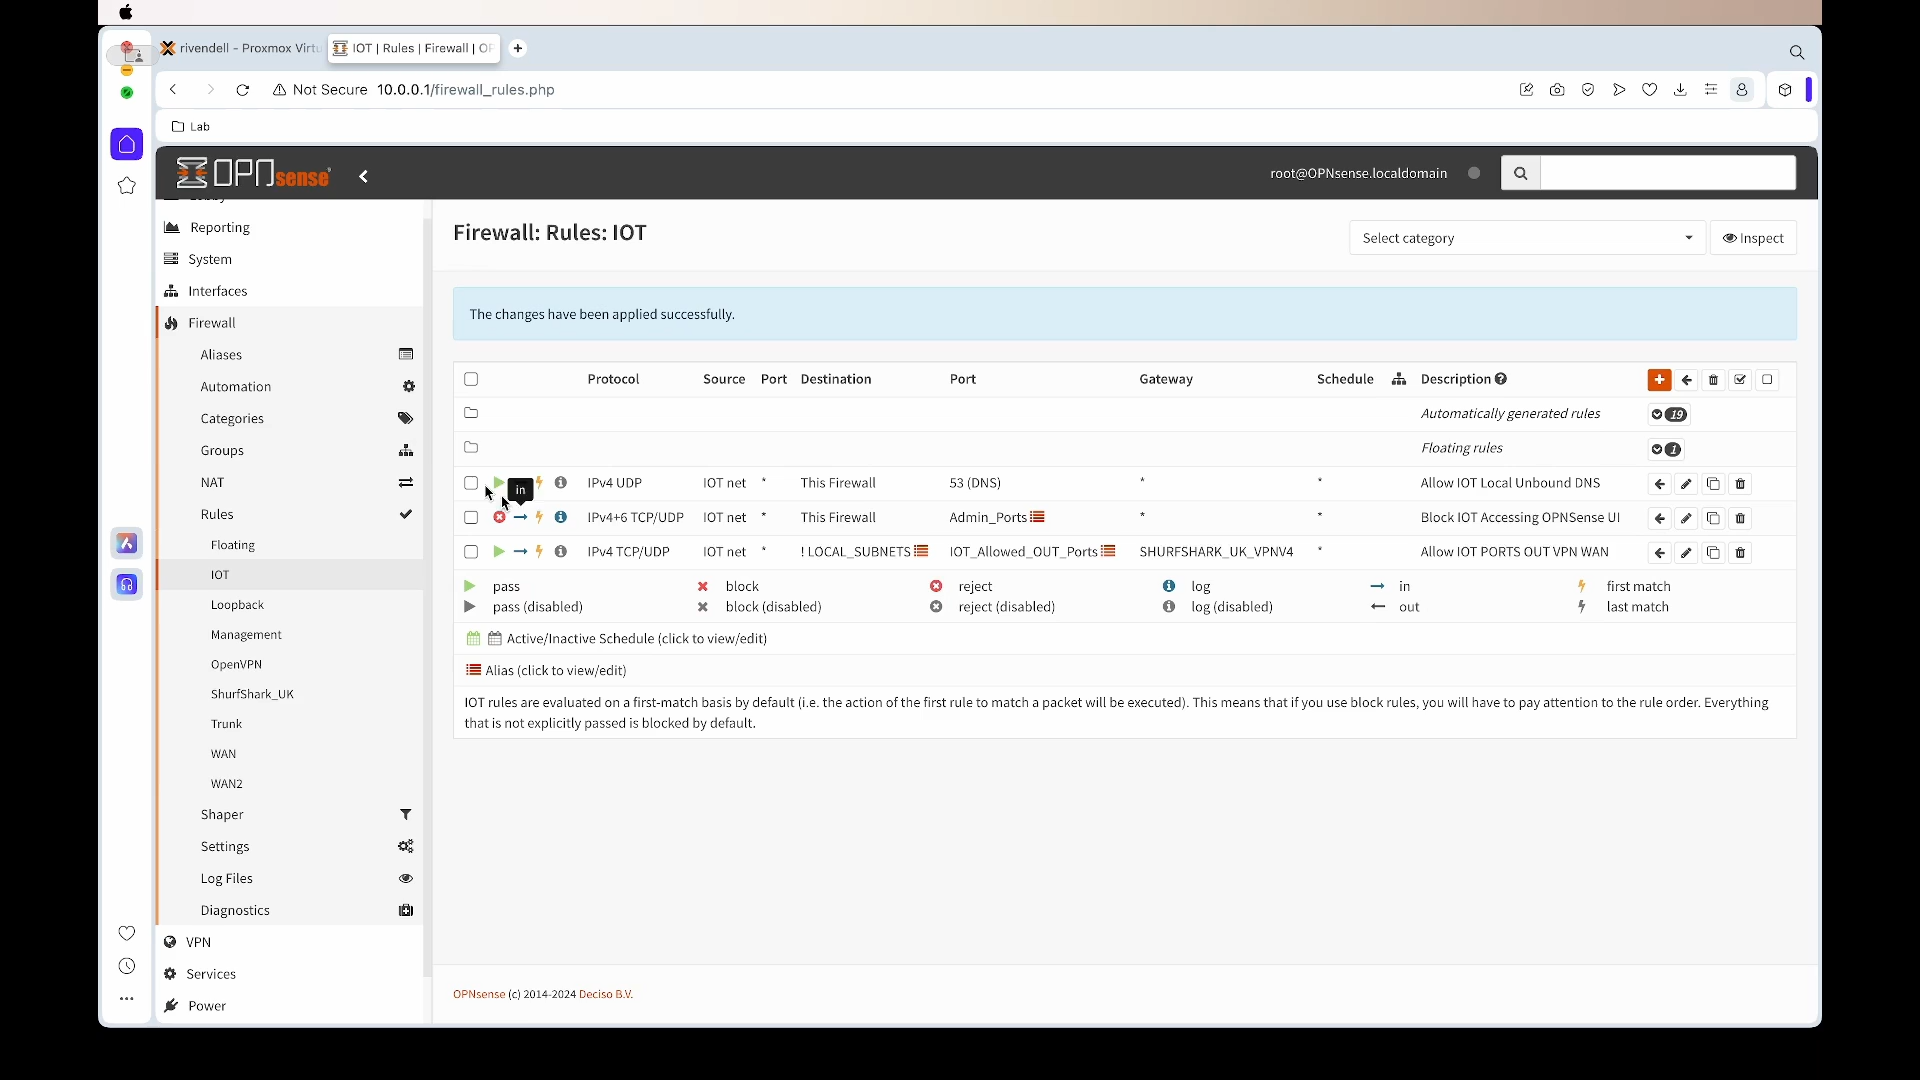 rivendell - Proxmox Virtu
IOT | Rules | Firewall | OP
Not Secure 10.0.0.1/firewall_rules.php
Lab
OPNsense
root@OPNsense.localdomain
Reporting
System
Interfaces
Firewall
Aliases
Automation
Categories
Groups
NAT
Rules
Floating
IOT
Loopback
Management
OpenVPN
ShurfShark_UK
Trunk
WAN
WAN2
Shaper
Settings
Log Files
Diagnostics
VPN
Services
Power
Firewall: Rules: IOT
Select category
Inspect
The changes have been applied successfully.
Protocol Source Port Destination Port Gateway Schedule Description
Automatically generated rules 19
Floating rules 1
in
IPv4 UDP IOT net * This Firewall 53 (DNS) * * Allow IOT Local Unbound DNS
IPv4+6 TCP/UDP IOT net * This Firewall Admin_Ports * * Block IOT Accessing OPNSense UI
IPv4 TCP/UDP IOT net * ! LOCAL_SUBNETS IOT_Allowed_OUT_Ports SHURFSHARK_UK_VPNV4 * Allow IOT PORTS OUT VPN WAN
pass block reject log in first match
pass (disabled) block (disabled) reject (disabled) log (disabled) out last match
Active/Inactive Schedule (click to view/edit)
Alias (click to view/edit)
IOT rules are evaluated on a first-match basis by default (i.e. the action of the first rule to match a packet will be executed). This means that if you use block rules, you will have to pay attention to the rule order. Everything
that is not explicitly passed is blocked by default.
OPNsense (c) 2014-2024 Deciso B.V.